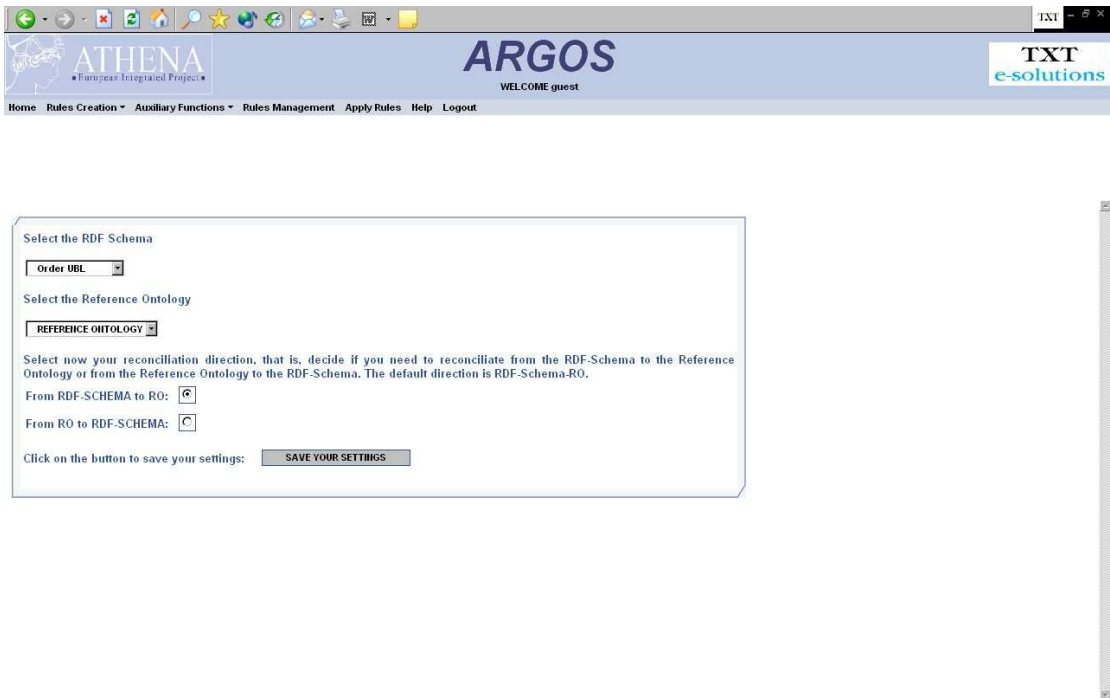 TXT
ATHENA
European Integrated Project
ARGOS
WELCOME guest
TXT
e-solutions
Home Rules Creation Auxiliary Functions Rules Management Apply Rules Help Logout
Select the RDF Schema
Order UBL
Select the Reference Ontology
REFERENCE ONTOLOGY
Select now your reconciliation direction, that is, decide if you need to reconciliate from the RDF-Schema to the Reference
Ontology or from the Reference Ontology to the RDF-Schema. The default direction is RDF-Schema-RO.
From RDF-SCHEMA to RO:
From RO to RDF-SCHEMA:
Click on the button to save your settings: SAVE YOUR SETTINGS